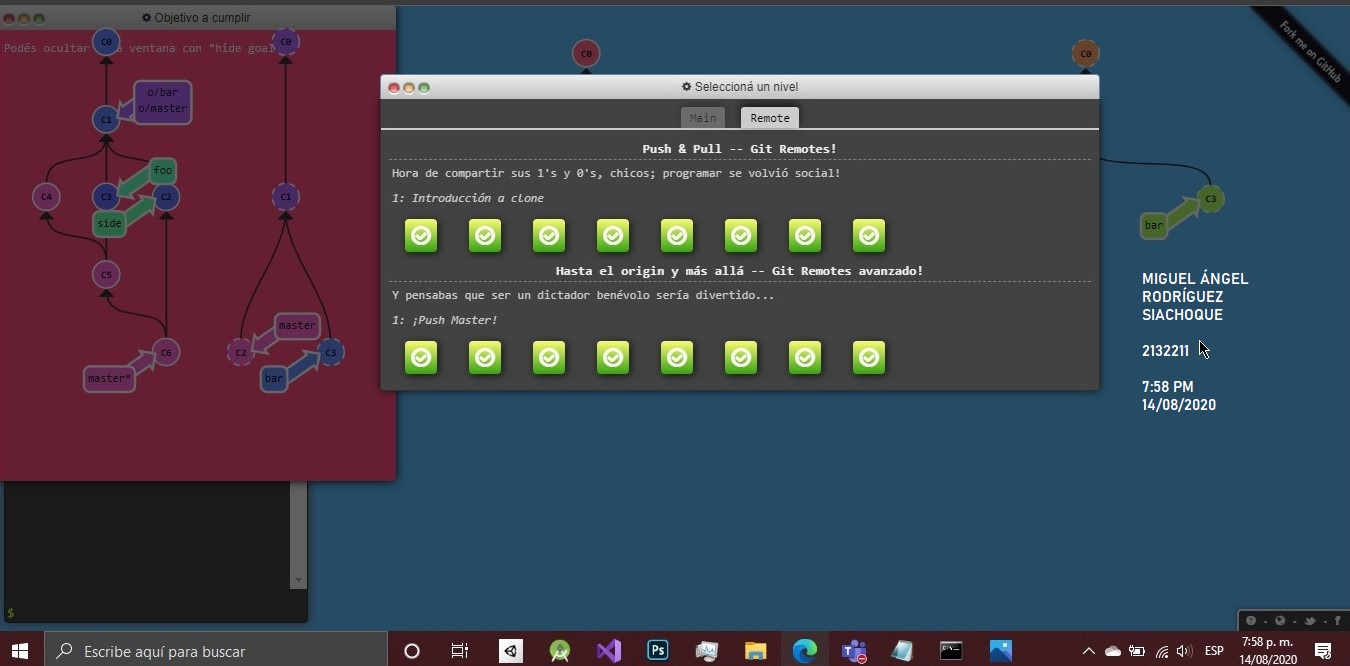 Objetivo a cumplir
Podés ocultar esta ventana con "hide goal
C0
C0
o/bar
o/master
C1
foo
C4
C3
C2
side
C1
C5
master
C6
C2
C3
master*
bar
$
C0
C0
Fork me on GitHub
Seleccioná un nivel
Main
Remote
Push & Pull -- Git Remotes!
Hora de compartir sus 1's y 0's, chicos; programar se volvió social!
1: Introducción a clone
Hasta el origin y más allá -- Git Remotes avanzado!
Y pensabas que ser un dictador benévolo sería divertido...
1: ¡Push Master!
C3
bar
MIGUEL ÁNGEL
RODRÍGUEZ
SIACHOQUE
2132211
7:58 PM
14/08/2020
Escribe aquí para buscar
Ps
ESP
7:58 p. m.
14/08/2020